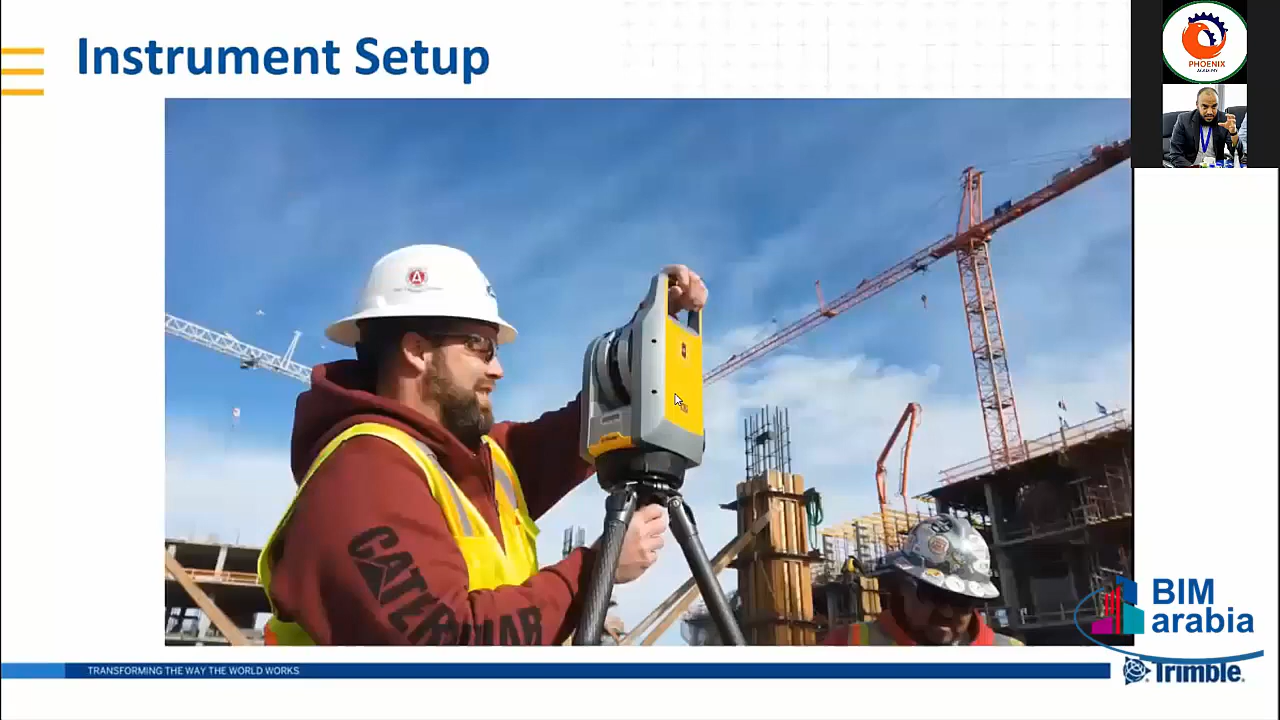 Instrument Setup
PHOENIX
CATERPILLAR
BIM
arabia
TRANSFORMING THE WAY THE WORLD WORKS
Trimble.